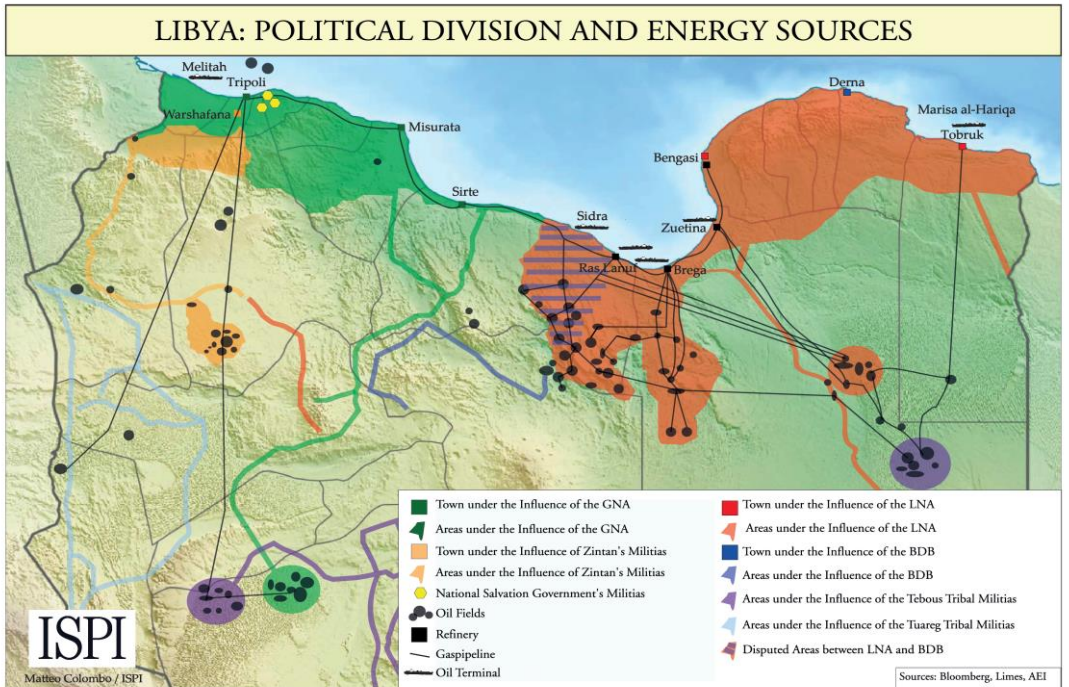 LIBYA: POLITICAL DIVISION AND ENERGY SOURCES
Melitah
Tripoli
Warshafana
Misurata
Sirte
Sidra
Ras Lanuf
Brega
Zuetina
Bengasi
Derna
Marisa al-Hariqa
Tobruk
Town under the Influence of the GNA
Areas under the Influence of the GNA
Town under the Influence of Zintan's Militias
Areas under the Influence of Zintan's Militias
National Salvation Government's Militias
Oil Fields
Refinery
Gaspipeline
Oil Terminal
Town under the Influence of the LNA
Areas under the Influence of the LNA
Town under the Influence of the BDB
Areas under the Influence of the BDB
Areas under the Influence of the Tebous Tribal Militias
Areas under the Influence of the Tuareg Tribal Militias
Disputed Areas between LNA and BDB
ISPI
Matteo Colombo / ISPI
Sources: Bloomberg, Limes, AEI